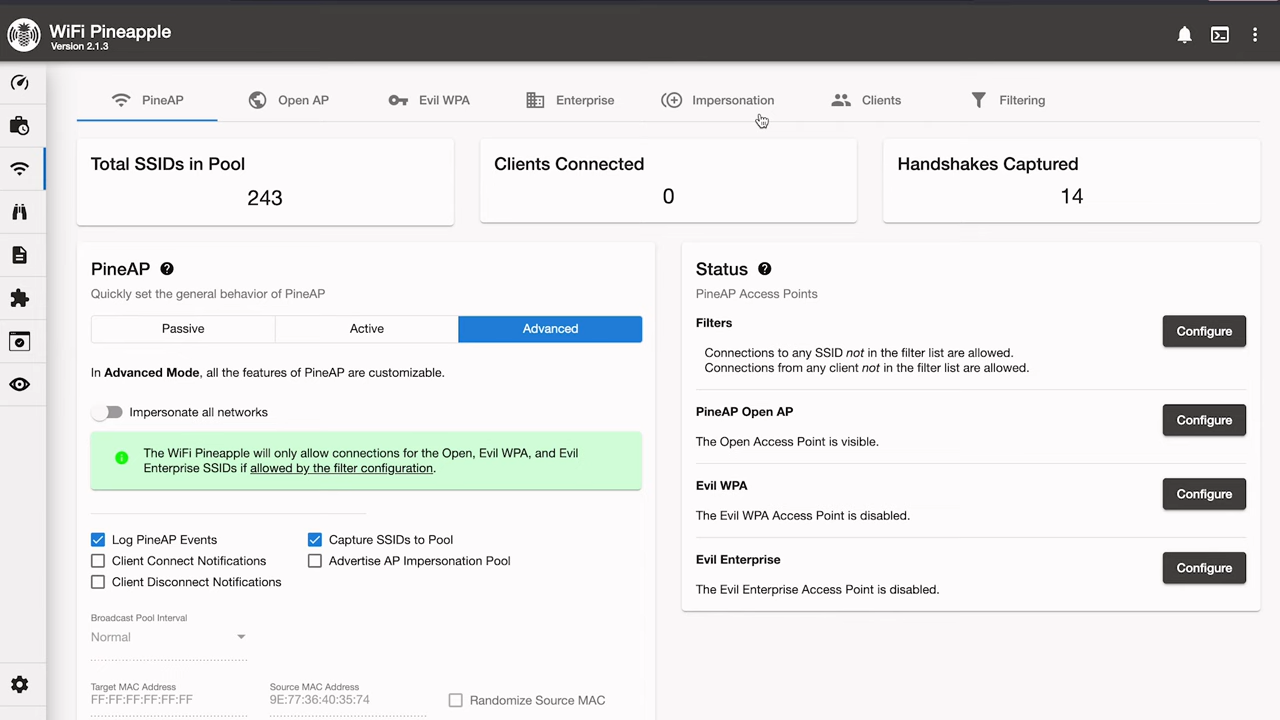 WiFi Pineapple
Version 2.1.3
PineAP
Open AP
Evil WPA
Enterprise
Impersonation
Clients
Filtering
Total SSIDs in Pool
243
Clients Connected
0
Handshakes Captured
14
PineAP
Quickly set the general behavior of PineAP
Passive
Active
Advanced
In Advanced Mode, all the features of PineAP are customizable.
Impersonate all networks
The WiFi Pineapple will only allow connections for the Open, Evil WPA, and Evil
Enterprise SSIDs if allowed by the filter configuration.
Log PineAP Events
Capture SSIDs to Pool
Client Connect Notifications
Advertise AP Impersonation Pool
Client Disconnect Notifications
Broadcast Pool Interval
Normal
Target MAC Address
FF:FF:FF:FF:FF:FF
Source MAC Address
9E:77:36:40:35:74
Randomize Source MAC
Status
PineAP Access Points
Filters
Configure
Connections to any SSID not in the filter list are allowed.
Connections from any client not in the filter list are allowed.
PineAP Open AP
Configure
The Open Access Point is visible.
Evil WPA
Configure
The Evil WPA Access Point is disabled.
Evil Enterprise
Configure
The Evil Enterprise Access Point is disabled.